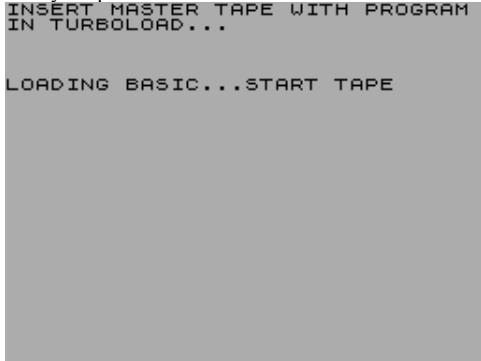 INSERT MASTER TAPE WITH PROGRAM
IN TURBOLOAD...
LOADING BASIC...START TAPE